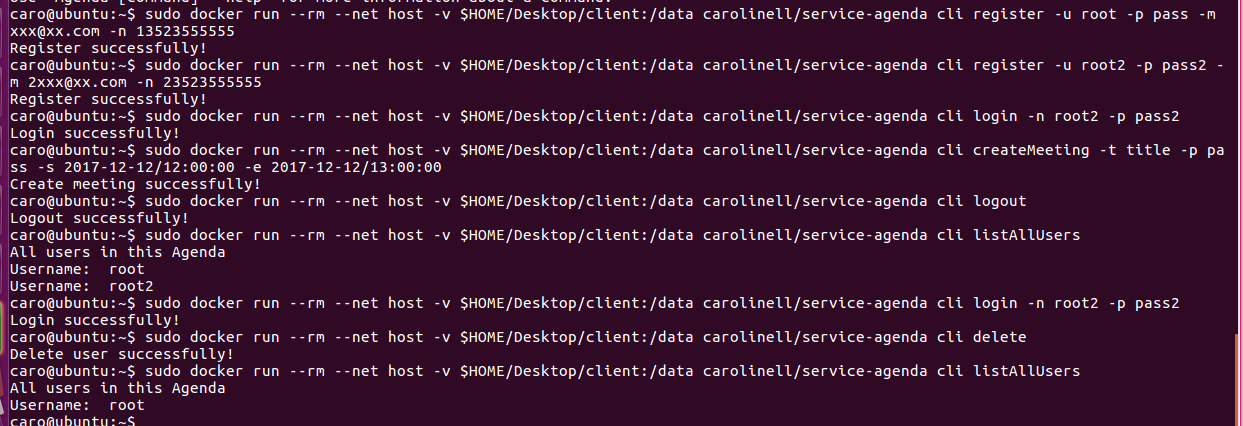 caro@ubuntu:~$ sudo docker run --rm --net host -v $HOME/Desktop/client:/data carolinell/service-agenda cli register -u root -p pass -m
xxx@xx.com -n 13523555555
Register successfully!
caro@ubuntu:~$ sudo docker run --rm --net host -v $HOME/Desktop/client:/data carolinell/service-agenda cli register -u root2 -p pass2 -
m 2xxx@xx.com -n 23523555555
Register successfully!
caro@ubuntu:~$ sudo docker run --rm --net host -v $HOME/Desktop/client:/data carolinell/service-agenda cli login -n root2 -p pass2
Login successfully!
caro@ubuntu:~$ sudo docker run --rm --net host -v $HOME/Desktop/client:/data carolinell/service-agenda cli createMeeting -t title -p pa
ss -s 2017-12-12/12:00:00 -e 2017-12-12/13:00:00
Create meeting successfully!
caro@ubuntu:~$ sudo docker run --rm --net host -v $HOME/Desktop/client:/data carolinell/service-agenda cli logout
Logout successfully!
caro@ubuntu:~$ sudo docker run --rm --net host -v $HOME/Desktop/client:/data carolinell/service-agenda cli listAllUsers
All users in this Agenda
Username:  root
Username:  root2
caro@ubuntu:~$ sudo docker run --rm --net host -v $HOME/Desktop/client:/data carolinell/service-agenda cli login -n root2 -p pass2
Login successfully!
caro@ubuntu:~$ sudo docker run --rm --net host -v $HOME/Desktop/client:/data carolinell/service-agenda cli delete
Delete user successfully!
caro@ubuntu:~$ sudo docker run --rm --net host -v $HOME/Desktop/client:/data carolinell/service-agenda cli listAllUsers
All users in this Agenda
Username:  root
caro@ubuntu:~$